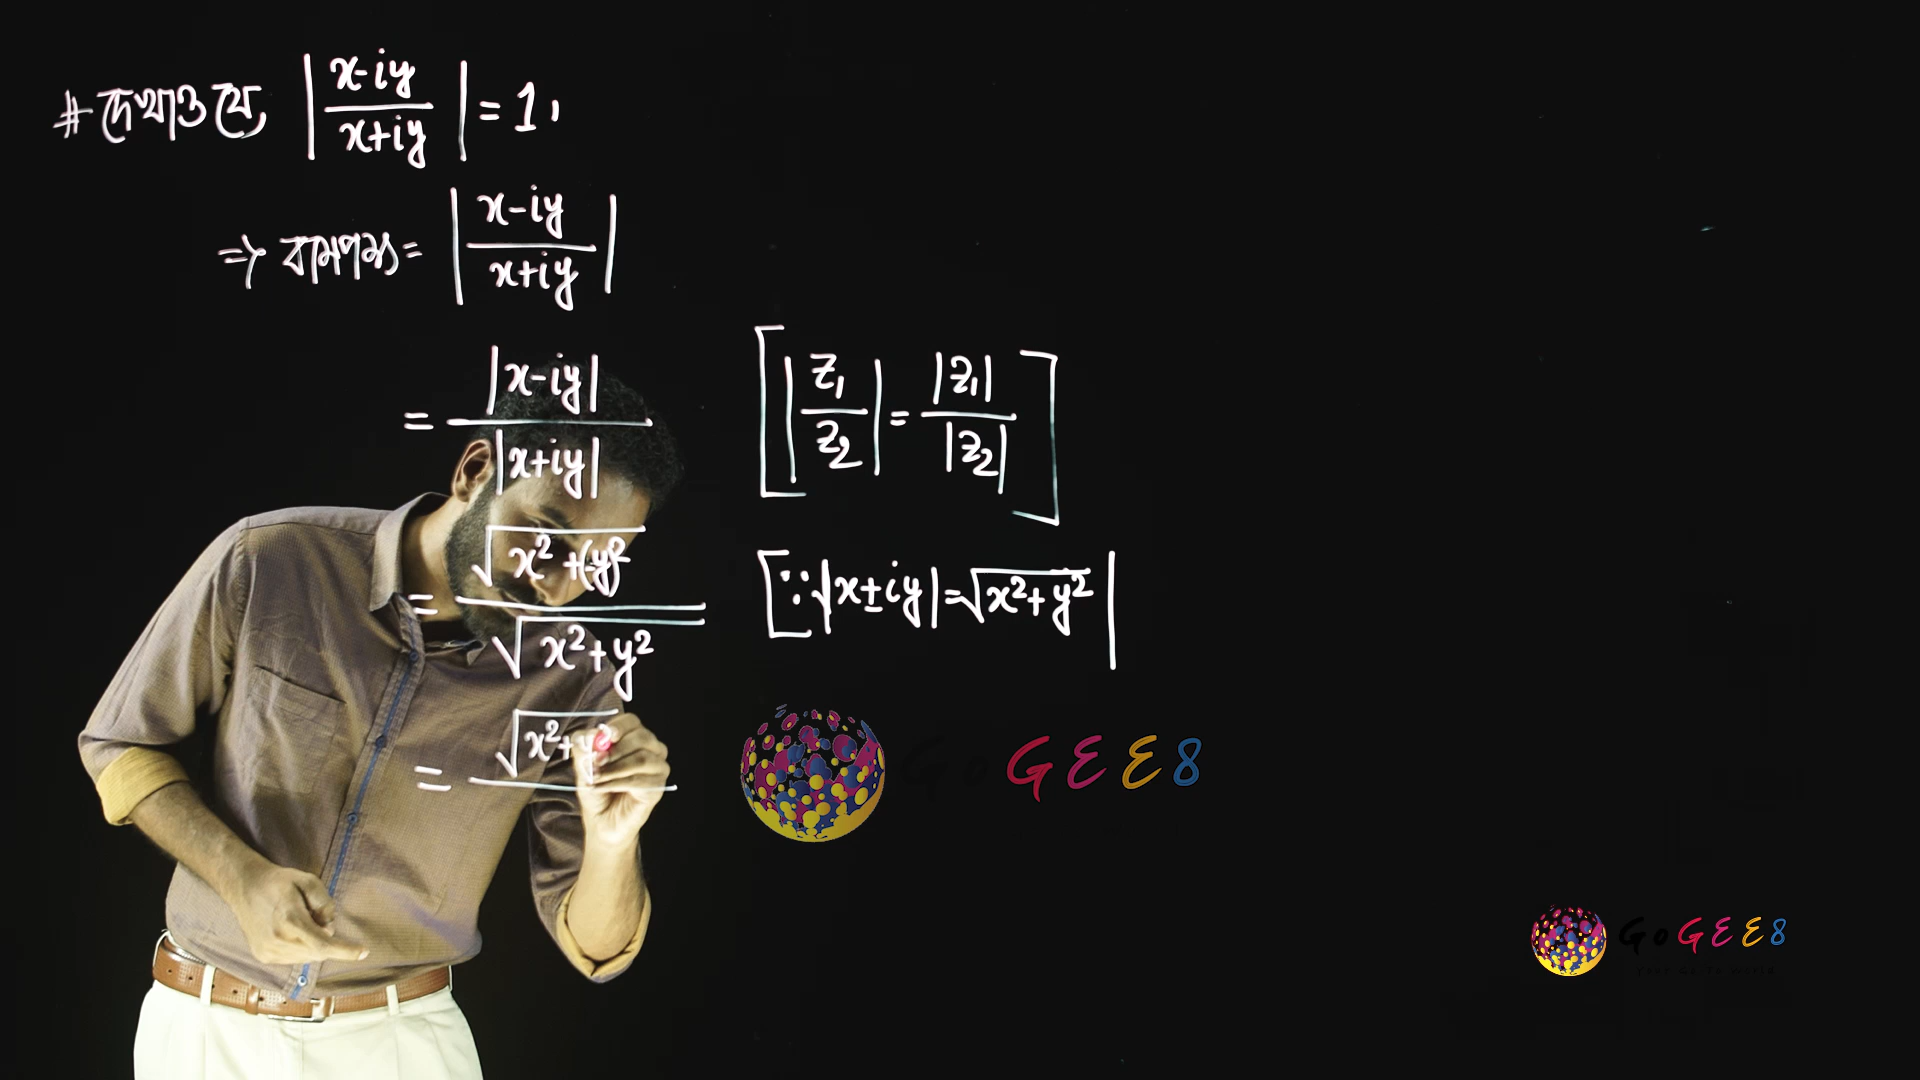 # দেখাও যে, |x-iy / x+iy| = 1,
⇒ বামপক্ষ = |x-iy / x+iy|
= |x-iy| / |x+iy| [|z₁/z₂| = |z₁|/|z₂|]
= √x²+(-y)² / √x²+y² [∵ |x±iy| = √x²+y² |
= √x²+y²
GoGEE8
GoGEE8